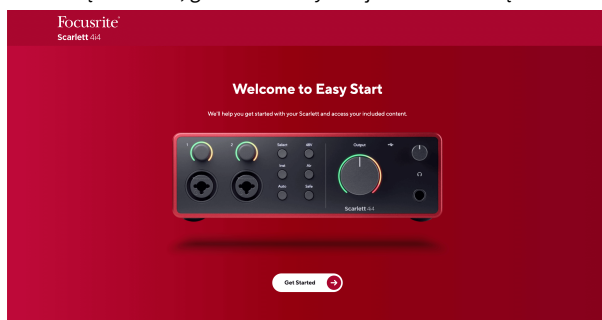 Focusrite®
Scarlett 4i4
Welcome to Easy Start
We'll help you get started with your Scarlett and access your included content.
1 2 Select 48V Output
Inst Air
Auto Safe
Scarlett 4i4
Get Started